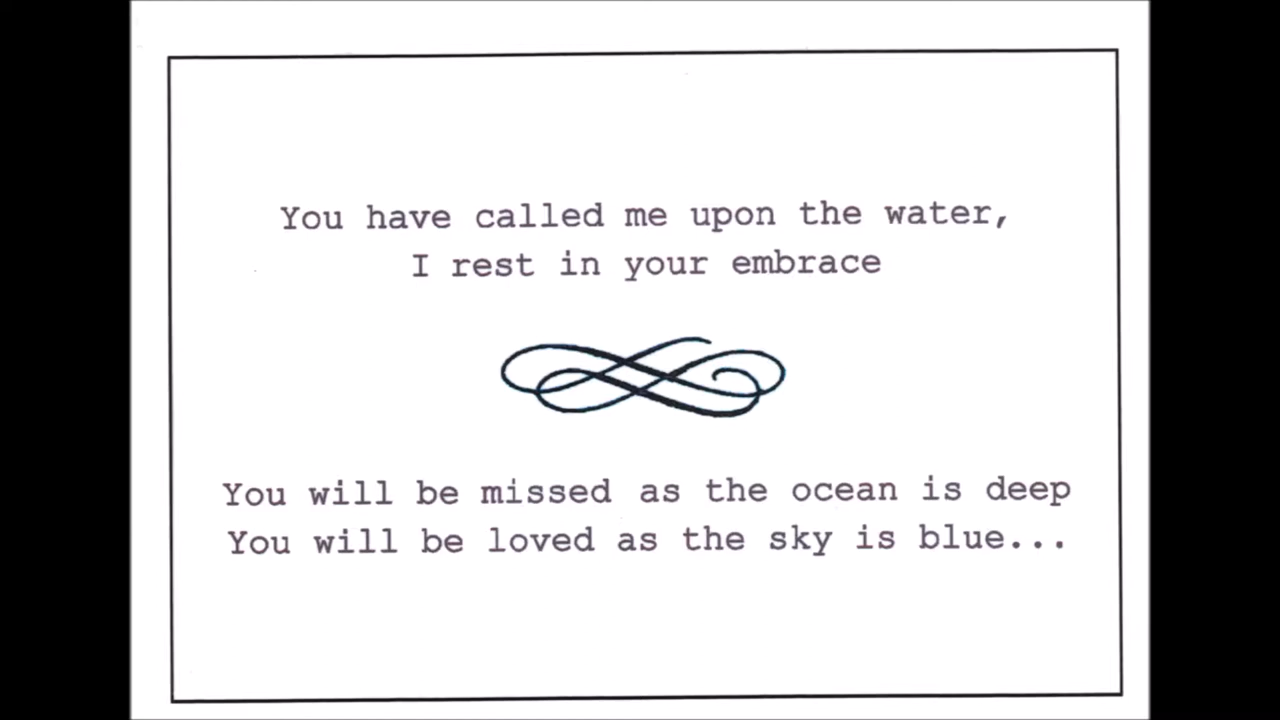 You have called me upon the water,
I rest in your embrace
You will be missed as the ocean is deep
You will be loved as the sky is blue...